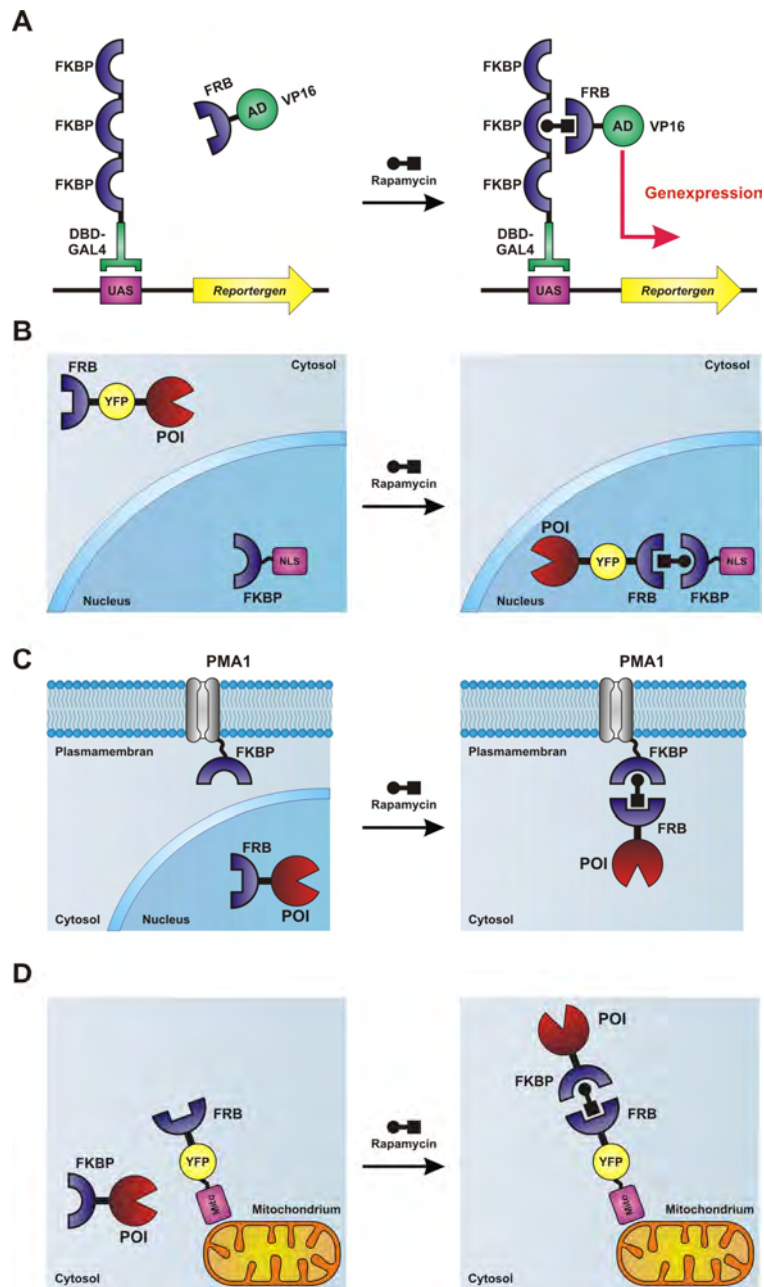 A
FKBP
FRB
AD
VP16
FKBP
FKBP
DBD-
GAL4
UAS
Reportergen
Rapamycin
FKBP
FRB
FKBP
AD
VP16
FKBP
Genexpression
DBD-
GAL4
UAS
Reportergen
B
FRB
Cytosol
YFP
POI
NLS
FKBP
Nucleus
Rapamycin
Cytosol
POI
YFP
NLS
Nucleus
FRB
FKBP
C
PMA1
Plasmamembran
FKBP
FRB
POI
Cytosol
Nucleus
Rapamycin
PMA1
Plasmamembran
FKBP
FRB
POI
Cytosol
D
FRB
FKBP
YFP
POI
Mito
Mitochondrium
Cytosol
Rapamycin
POI
FKBP
FRB
YFP
Mito
Mitochondrium
Cytosol